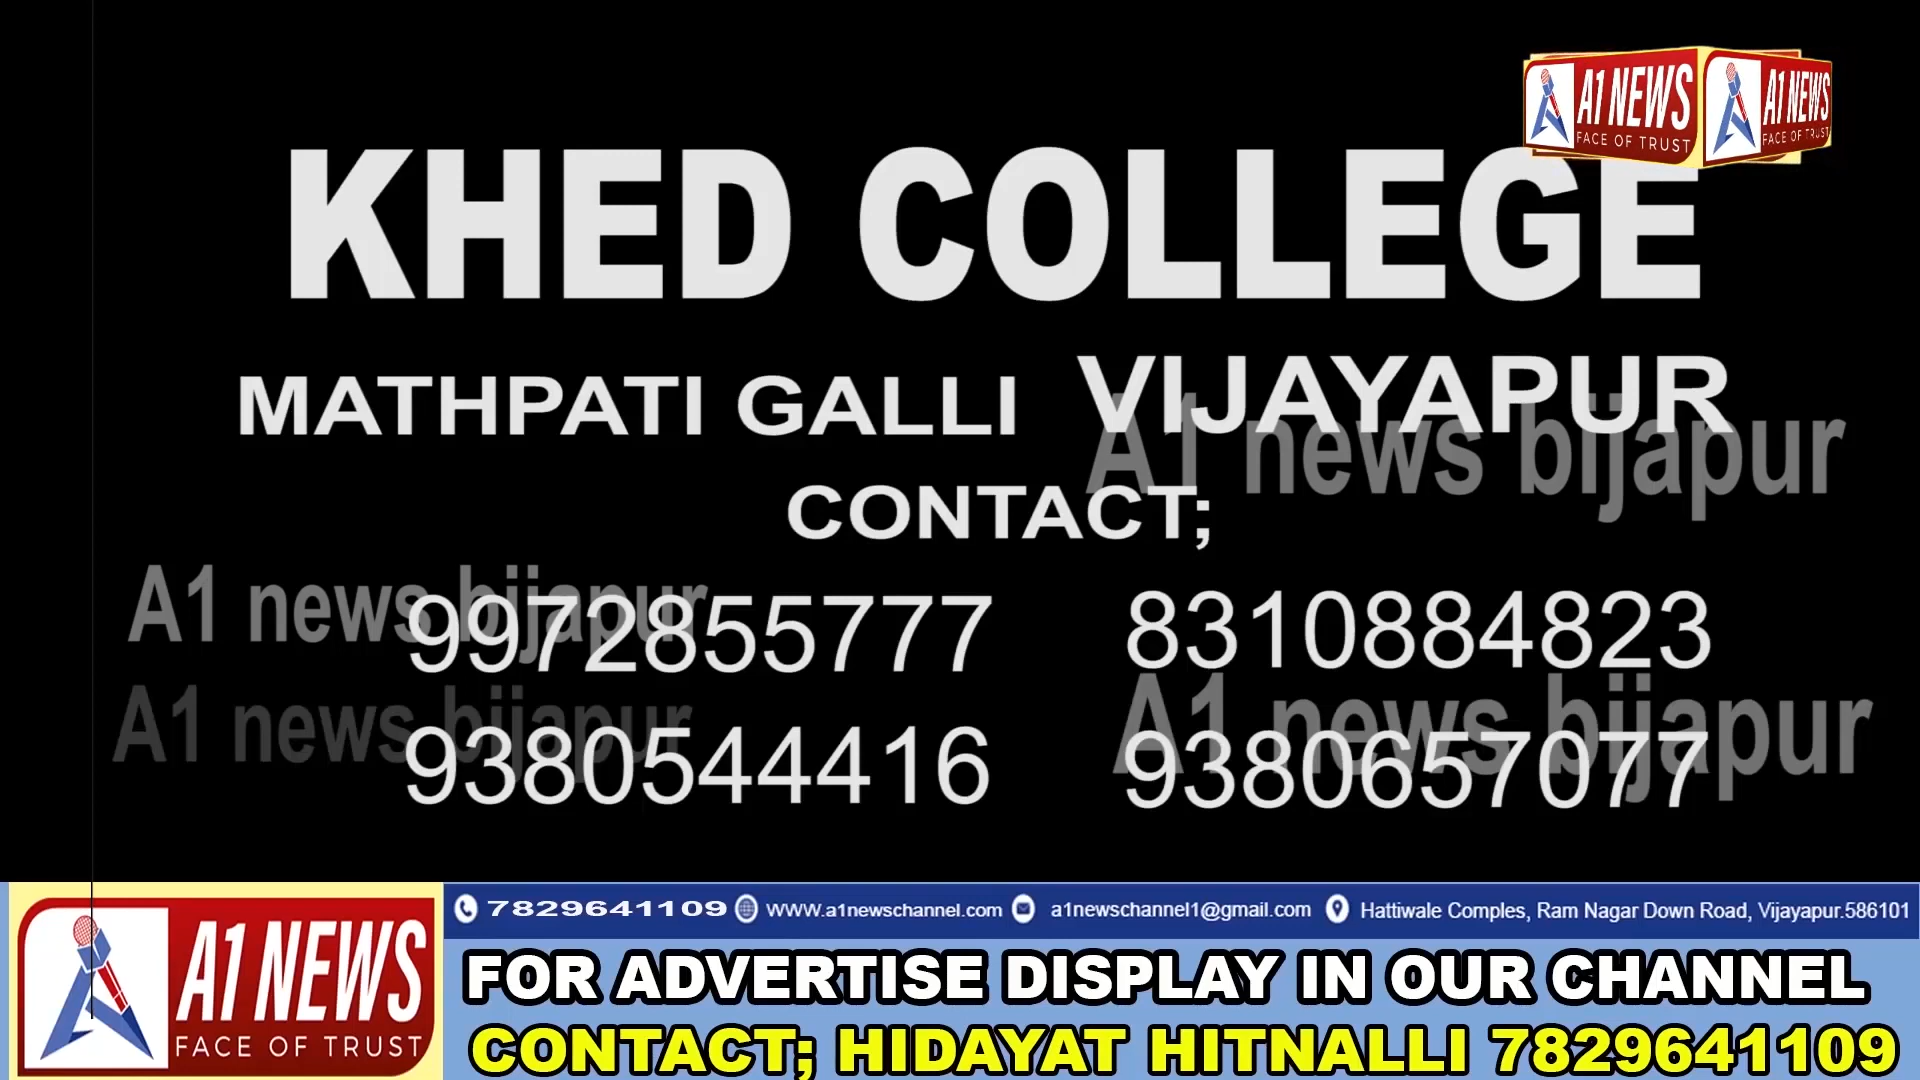 A1 NEWS
FACE OF TRUST
A1 NEWS
FACE OF TRUST
KHED COLLEGE
MATHPATI GALLI VIJAYAPUR
A1 news bijapur
CONTACT;
A1 news bijapur
9972855777 8310884823
A1 news bijapur
A1 news bijapur
9380544416 9380657077
7829641109 WWW.a1newschannel.com a1newschannel1@gmail.com Hattiwale Comples, Ram Nagar Down Road, Vijayapur.586101
A1 NEWS
FACE OF TRUST
FOR ADVERTISE DISPLAY IN OUR CHANNEL
CONTACT; HIDAYAT HITNALLI 7829641109